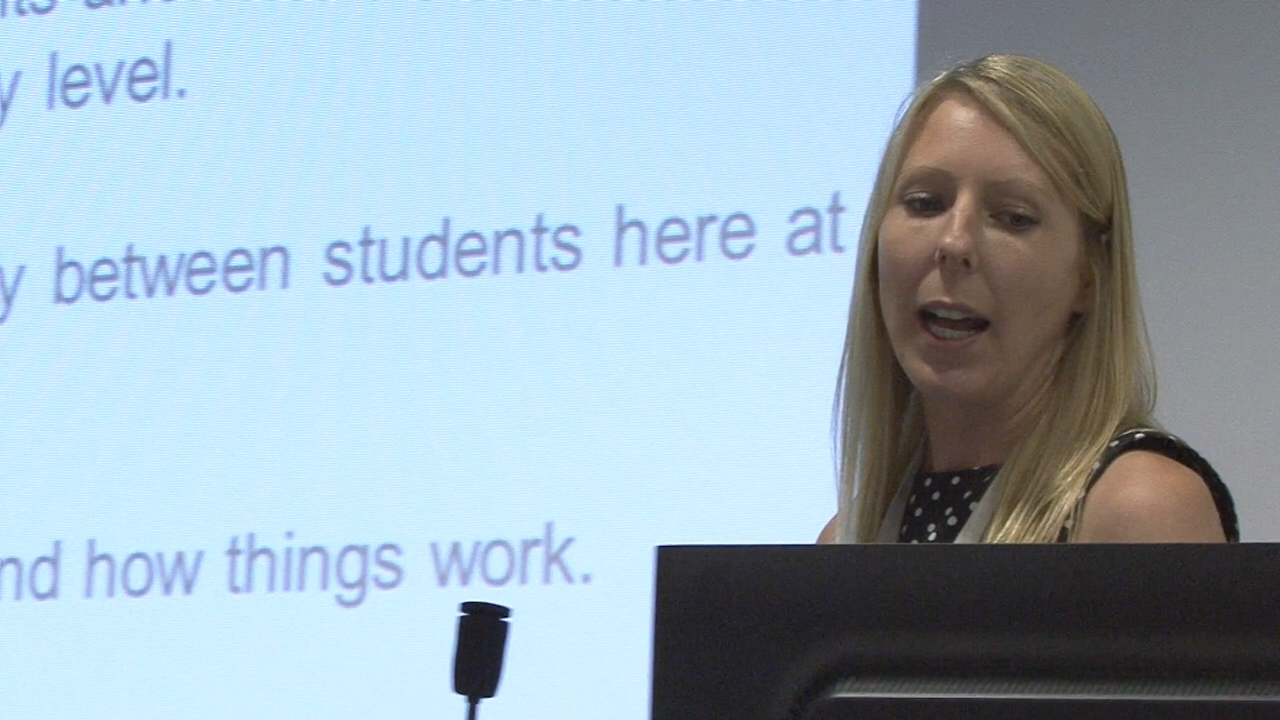 y level.
y between students here at
nd how things work.